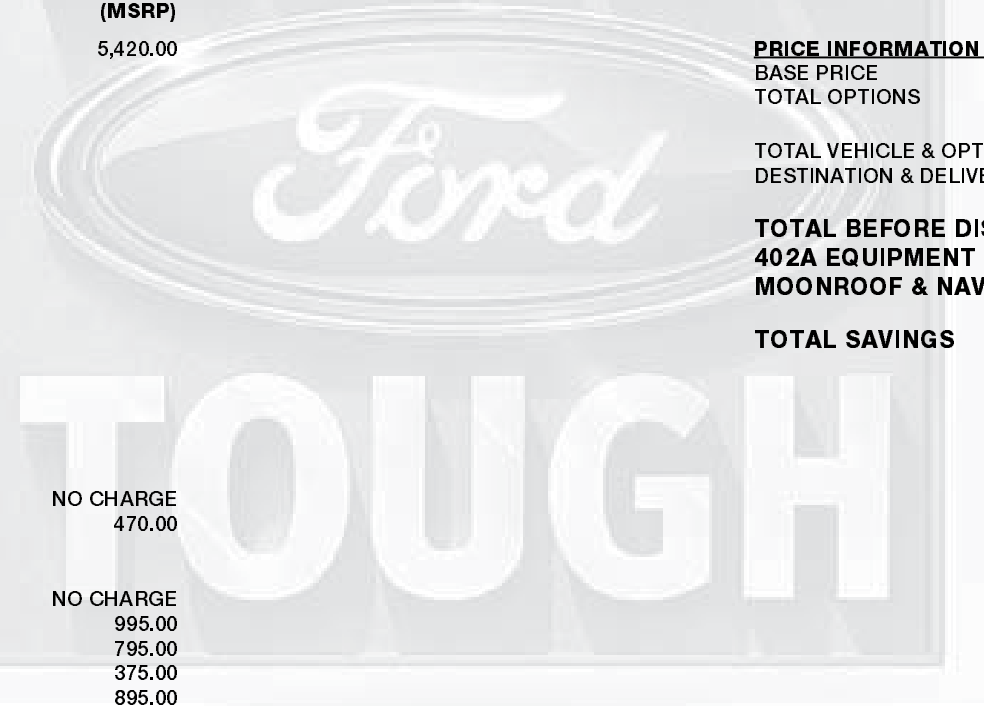 (MSRP)
5,420.00
PRICE INFORMATION
BASE PRICE
TOTAL OPTIONS
TOTAL VEHICLE & OPT
DESTINATION & DELIVE
TOTAL BEFORE DIS
402A EQUIPMENT
MOONROOF & NAV
TOTAL SAVINGS
Ford
TOUGH
NO CHARGE
470.00
NO CHARGE
995.00
795.00
375.00
895.00